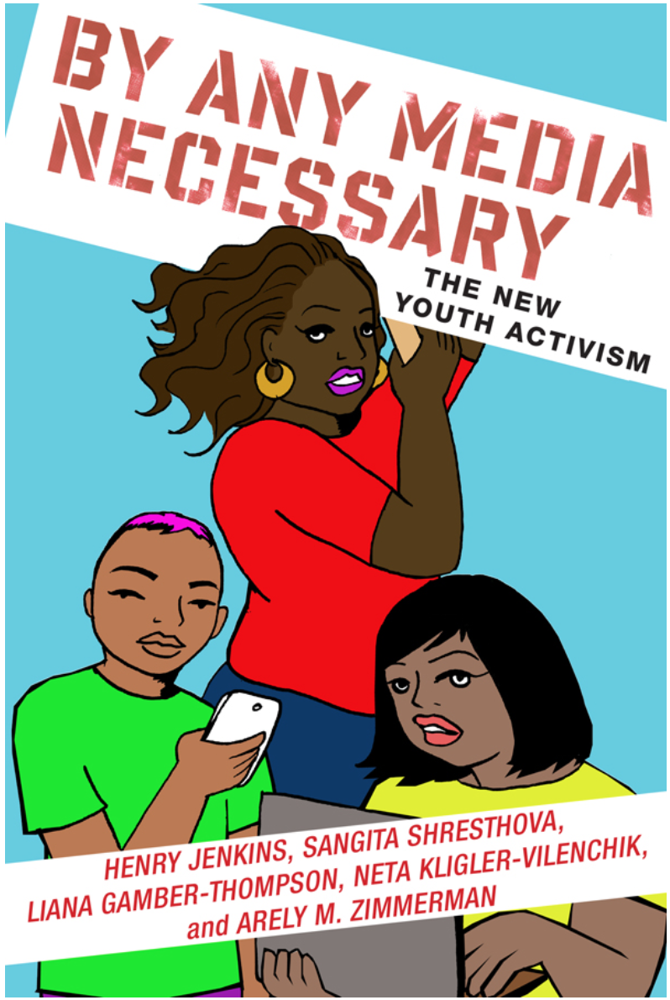 BY ANY MEDIA
NECESSARY
THE NEW
YOUTH ACTIVISM
HENRY JENKINS, SANGITA SHRESTHOVA,
LIANA GAMBER-THOMPSON, NETA KLIGLER-VILENCHIK,
and ARELY M. ZIMMERMAN